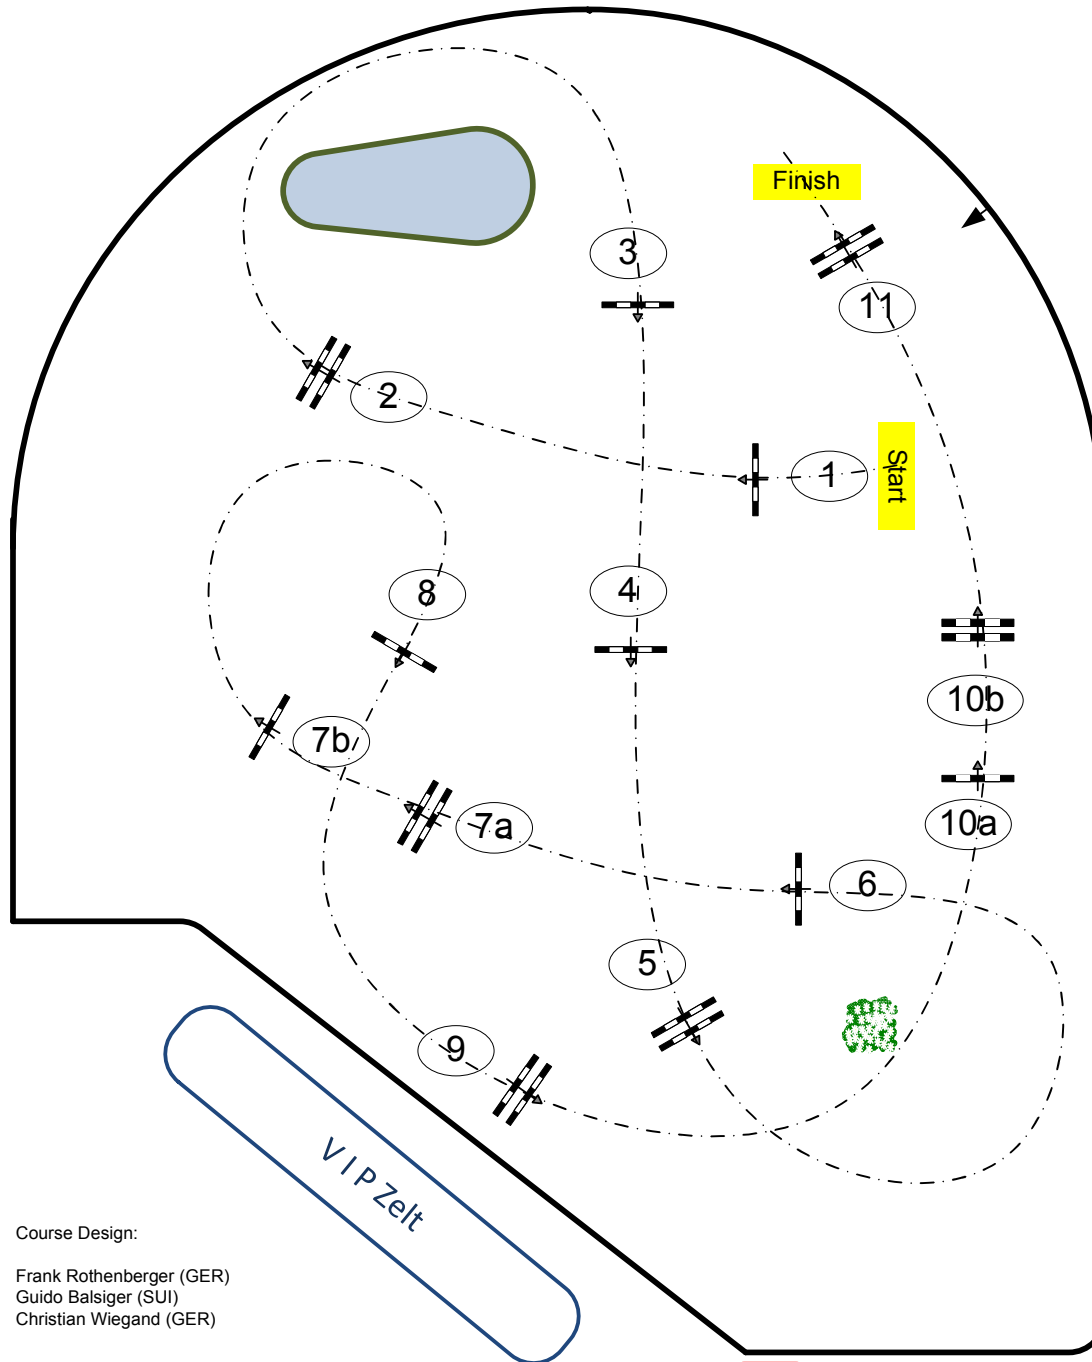 Finish
3
11
2
1
Start
4
8
10b
7b
10a
7a
6
5
9
VIP Zelt
Course Design:
Frank Rothenberger (GER)
Guido Balsiger (SUI)
Christian Wiegand (GER)